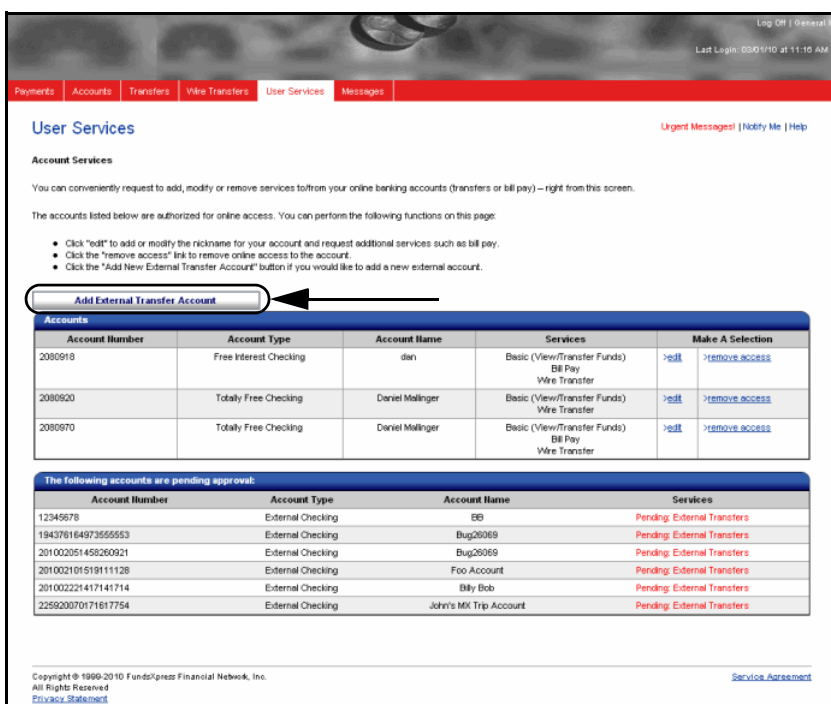 Log Off | General
Last Login: 03/01/10 at 11:16 AM
Payments Accounts Transfers Wire Transfers User Services Messages
User Services
Urgent Messages! | Notify Me | Help
Account Services
You can conveniently request to add, modify or remove services to/from your online banking accounts (transfers or bill pay) – right from this screen.
The accounts listed below are authorized for online access. You can perform the following functions on this page:
• Click "edit" to add or modify the nickname for your account and request additional services such as bill pay.
• Click the "remove access" link to remove online access to the account.
• Click the "Add New External Transfer Account" button if you would like to add a new external account.
Add External Transfer Account
Accounts
Account Number Account Type Account Name Services Make A Selection
2080918 Free Interest Checking dan Basic (View/Transfer Funds) >edit >remove access
Bill Pay
Wire Transfer
2080920 Totally Free Checking Daniel Mallinger Basic (View/Transfer Funds) >edit >remove access
Wire Transfer
2080970 Totally Free Checking Daniel Mallinger Basic (View/Transfer Funds) >edit >remove access
Bill Pay
Wire Transfer
The following accounts are pending approval:
Account Number Account Type Account Name Services
12345678 External Checking BB Pending: External Transfers
194376164973555553 External Checking Bug26069 Pending: External Transfers
201002051458260921 External Checking Bug26069 Pending: External Transfers
201002101519111128 External Checking Foo Account Pending: External Transfers
201002221417141714 External Checking Billy Bob Pending: External Transfers
225920070171617754 External Checking John's MX Trip Account Pending: External Transfers
Copyright © 1999-2010 FundsXpress Financial Network, Inc.
Service Agreement
All Rights Reserved
Privacy Statement